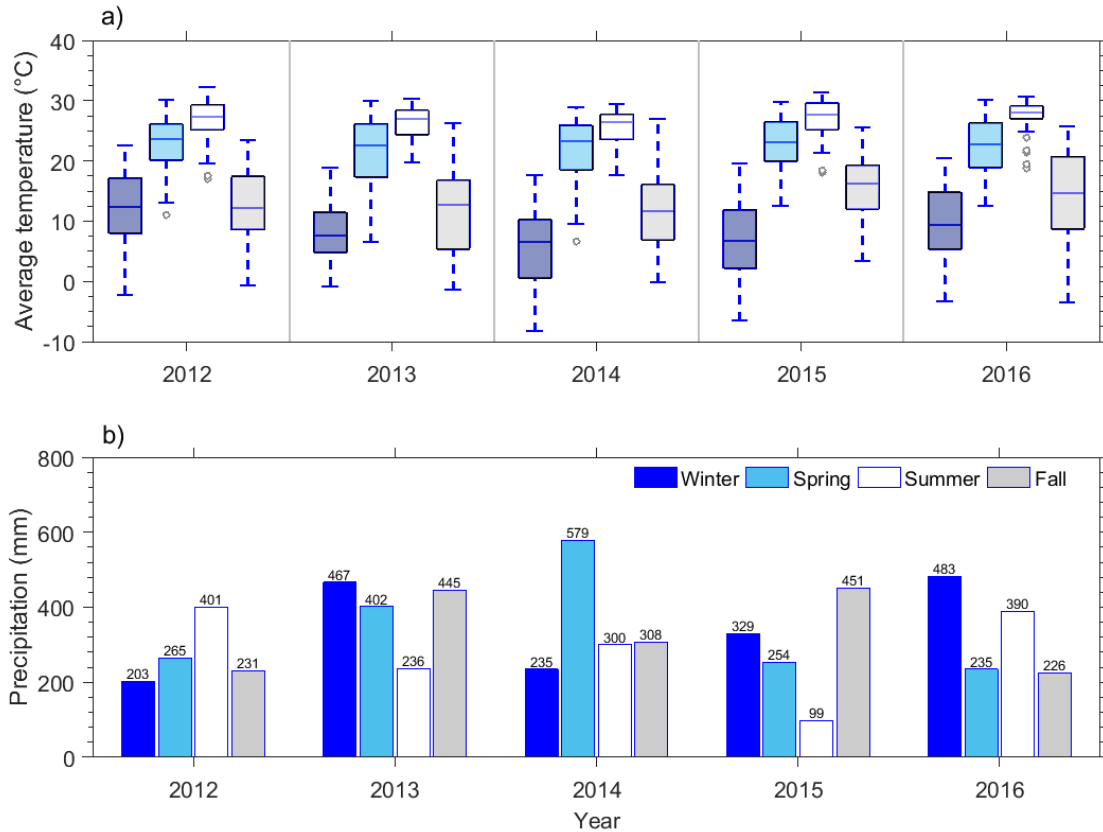 a)
Average temperature (°C)
40
30
20
10
0
-10
2012 2013 2014 2015 2016
b)
Precipitation (mm)
800
600
400
200
0
Winter Spring Summer Fall
203 265 401 231
467 402 236 445
235 579 300 308
329 254 99 451
483 235 390 226
2012 2013 2014 2015 2016
Year